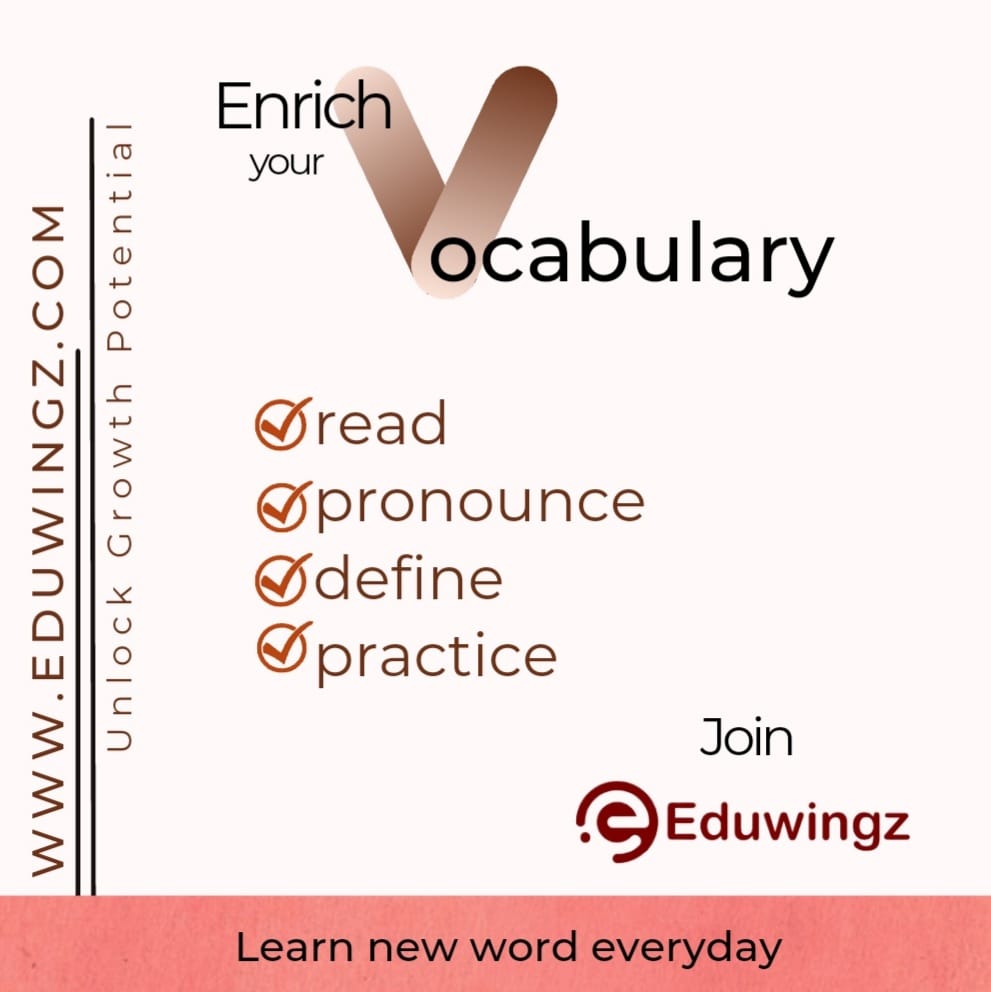 Enrich
your
Vocabulary
WWW.EDUWINGZ.COM
Unlock Growth Potential
read
pronounce
define
practice
Join
Eduwingz
Learn new word everyday